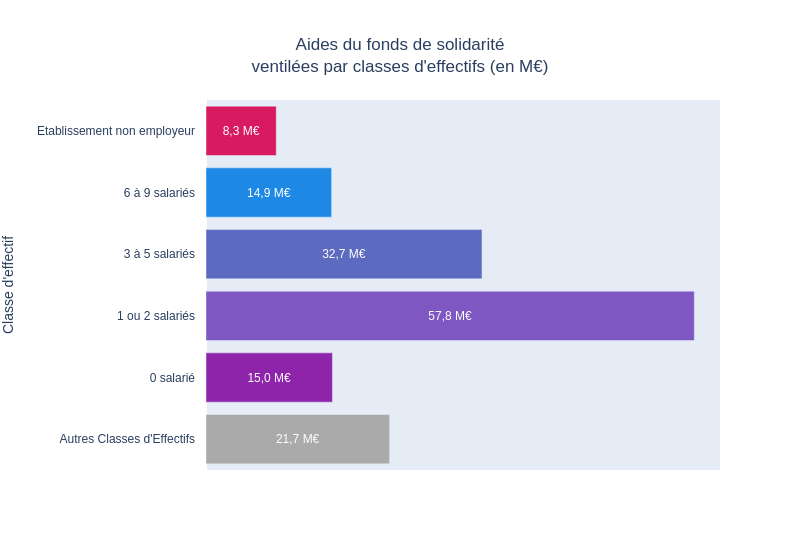 Aides du fonds de solidarité
ventilées par classes d'effectifs (en M€)
Classe d'effectif
Etablissement non employeur
8,3 M€
6 à 9 salariés
14,9 M€
3 à 5 salariés
32,7 M€
1 ou 2 salariés
57,8 M€
0 salarié
15,0 M€
Autres Classes d'Effectifs
21,7 M€